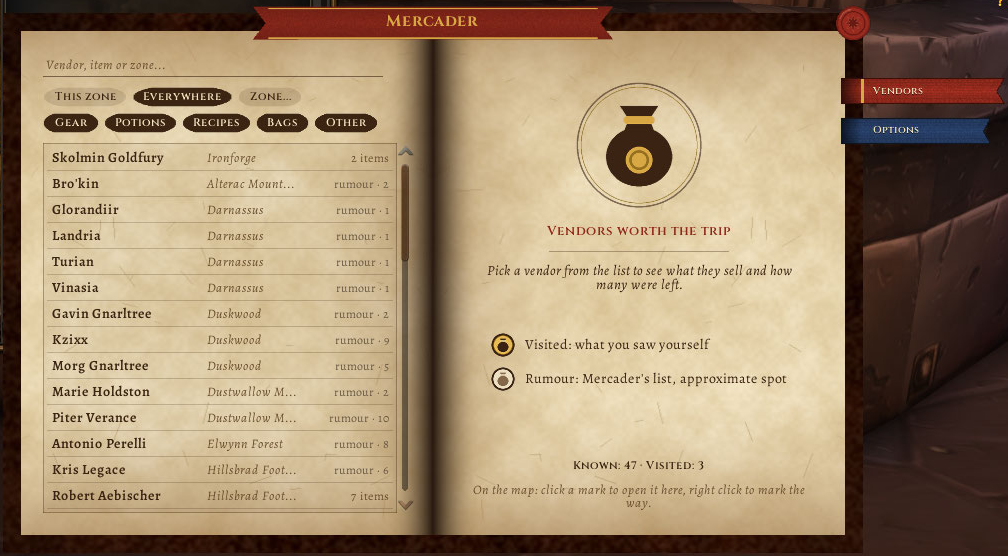 Mercader
Vendor, item or zone...
This zone
Everywhere
Zone...
Gear
Potions
Recipes
Bags
Other
Skolmin Goldfury Ironforge 2 items
Bro'kin Alterac Mount... rumour · 2
Glorandiir Darnassus rumour · 1
Landria Darnassus rumour · 1
Turian Darnassus rumour · 1
Vinasia Darnassus rumour · 1
Gavin Gnarltree Duskwood rumour · 2
Kzixx Duskwood rumour · 9
Morg Gnarltree Duskwood rumour · 5
Marie Holdston Dustwallow M... rumour · 2
Piter Verance Dustwallow M... rumour · 10
Antonio Perelli Elwynn Forest rumour · 8
Kris Legace Hillsbrad Foot... rumour · 6
Robert Aebischer Hillsbrad Foot... 7 items
Vendors worth the trip
Pick a vendor from the list to see what they sell and how
many were left.
Visited: what you saw yourself
Rumour: Mercader's list, approximate spot
Known: 47 · Visited: 3
On the map: click a mark to open it here, right click to mark the
way.
Vendors
Options